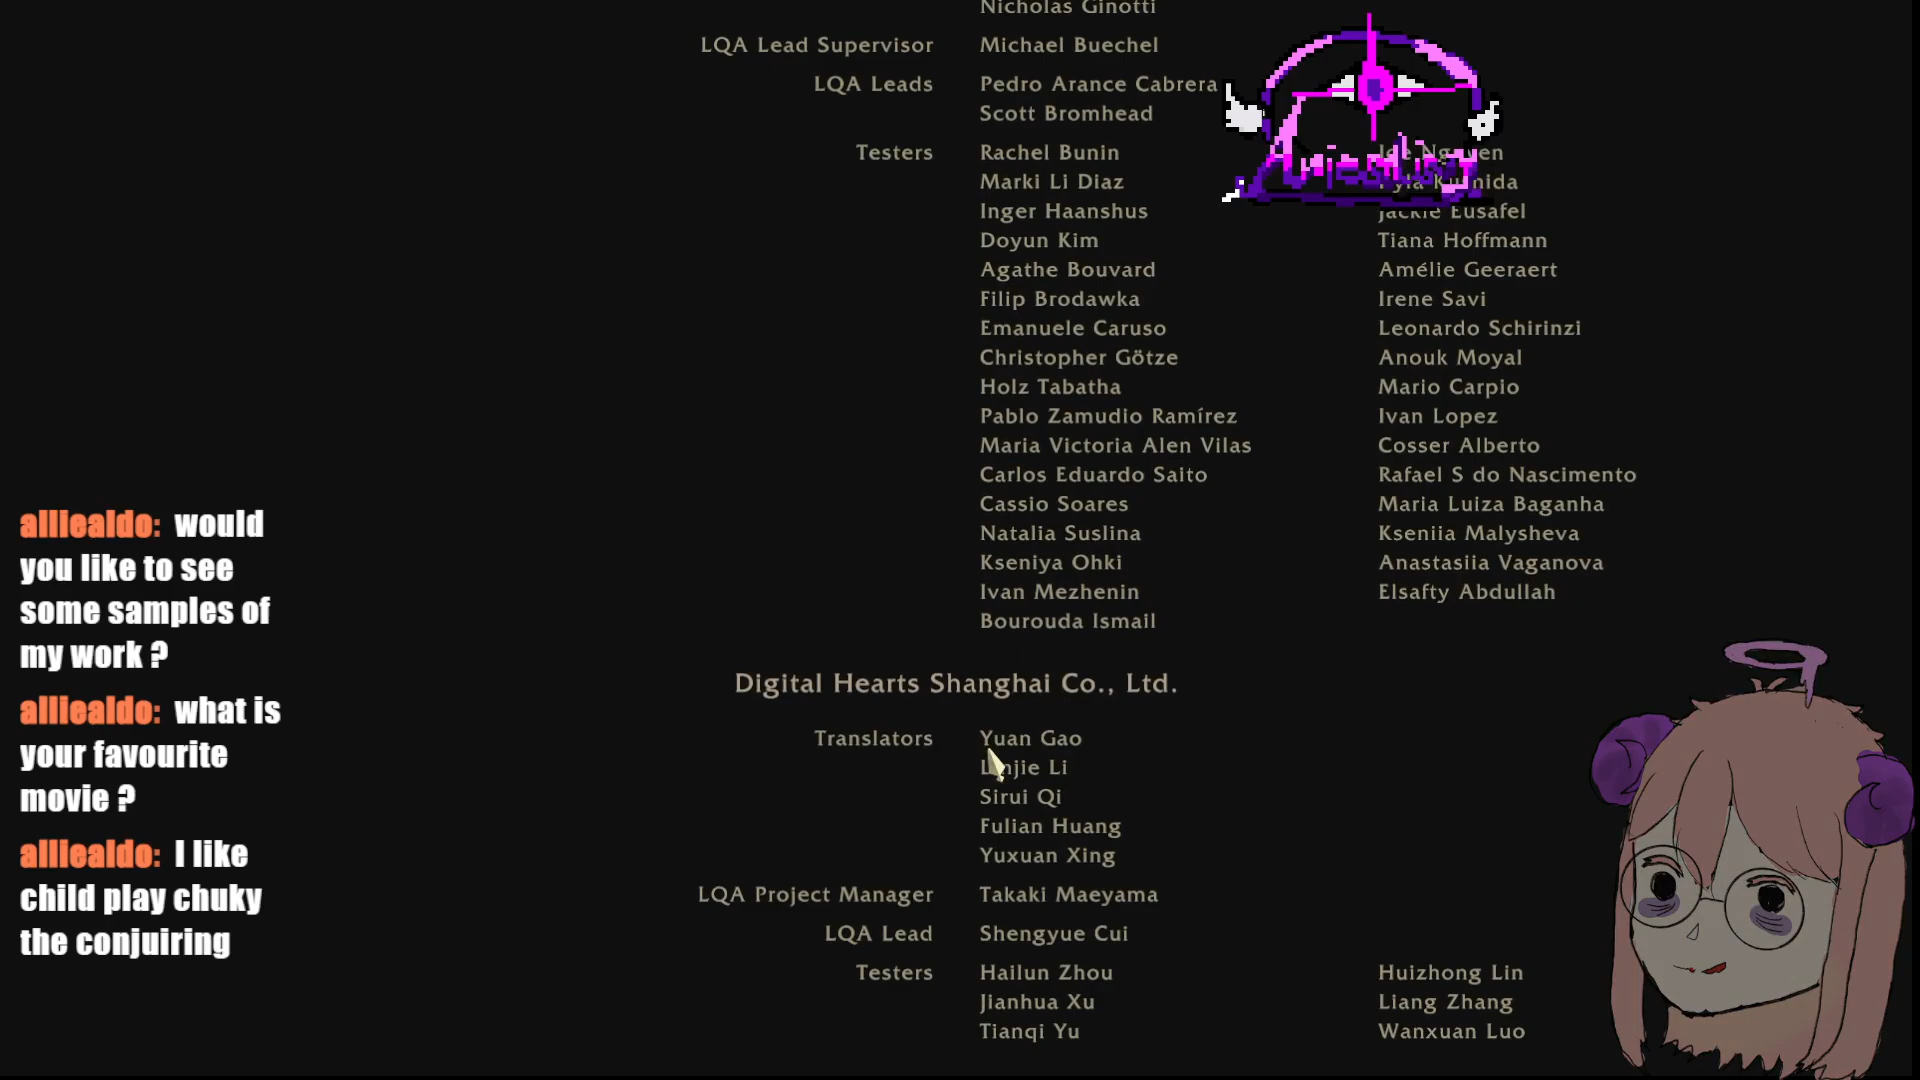 Nicholas Ginotti
LQA Lead Supervisor Michael Buechel
LQA Leads Pedro Arance Cabrera
Scott Bromhead
Testers Rachel Bunin
Marki Li Diaz
Inger Haanshus Jackie Eusafel
Doyun Kim Tiana Hoffmann
Agathe Bouvard Amélie Geeraert
Filip Brodawka Irene Savi
Emanuele Caruso Leonardo Schirinzi
Christopher Götze Anouk Moyal
Holz Tabatha Mario Carpio
Pablo Zamudio Ramírez Ivan Lopez
Maria Victoria Alen Vilas Cosser Alberto
Carlos Eduardo Saito Rafael S do Nascimento
Cassio Soares Maria Luiza Baganha
Natalia Suslina Kseniia Malysheva
Kseniya Ohki Anastasiia Vaganova
Ivan Mezhenin Elsafty Abdullah
Bourouda Ismail
Digital Hearts Shanghai Co., Ltd.
Translators Yuan Gao
Li
Sirui Qi
Fulian Huang
Yuxuan Xing
LQA Project Manager Takaki Maeyama
LQA Lead Shengyue Cui
Testers Hailun Zhou Huizhong Lin
Jianhua Xu Liang Zhang
Tianqi Yu Wanxuan Luo
alliealdo: would
you like to see
some samples of
my work ?
alliealdo: what is
your favourite
movie ?
alliealdo: I like
child play chuky
the conjuiring